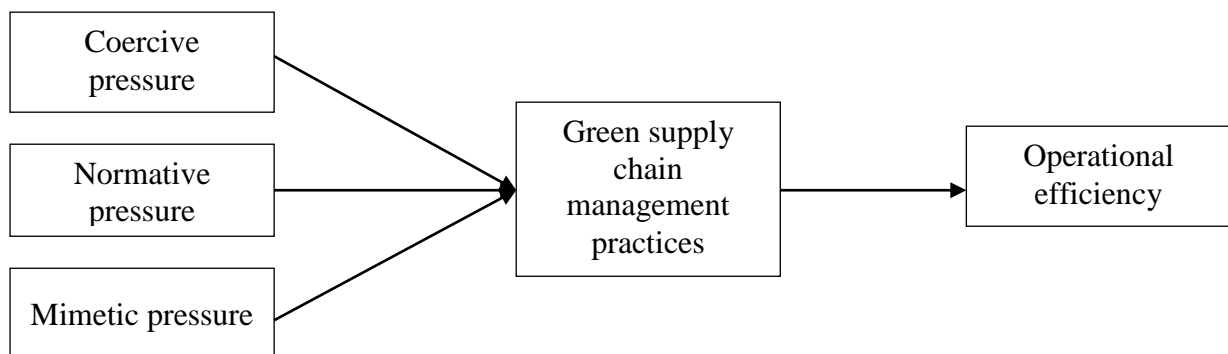 Coercive
pressure
Normative
pressure
Mimetic pressure
Green supply
chain
management
practices
Operational
efficiency